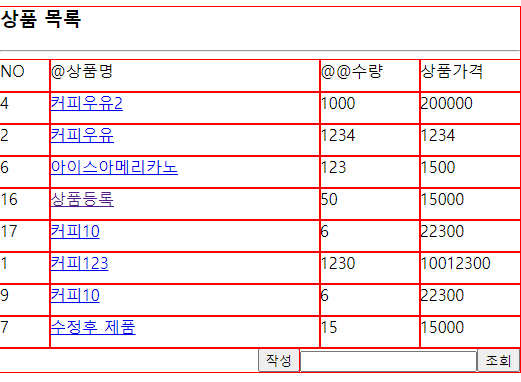 상품 목록
NO @상품명 @@수량 상품가격
4 커피우유2 1000 200000
2 커피우유 1234 1234
6 아이스아메리카노 123 1500
16 상품등록 50 15000
17 커피10 6 22300
1 커피123 1230 10012300
9 커피10 6 22300
7 수정후 제품 15 15000
작성 조회